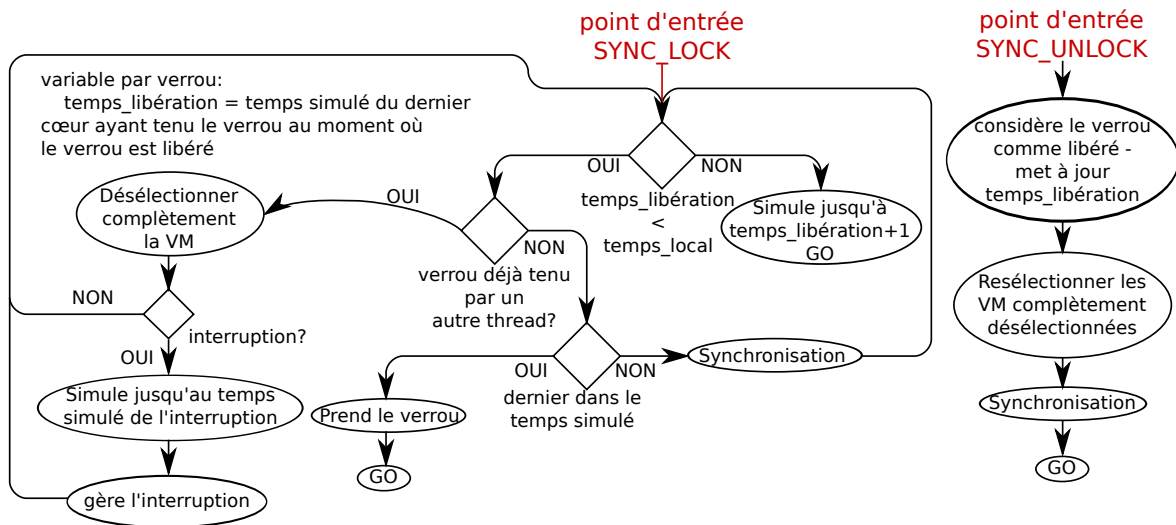 point d'entrée
SYNC_LOCK
point d'entrée
SYNC_UNLOCK
variable par verrou:
temps_libération = temps simulé du dernier
cœur ayant tenu le verrou au moment où
le verrou est libéré
considère le verrou
comme libéré -
met à jour
temps_libération
OUI
NON
temps_libération
<
temps_local
Simule jusqu'à
temps_libération+1
GO
Désélectionner
complètement
la VM
OUI
NON
verrou déjà tenu
par un
autre thread?
Resélectionner les
VM complètement
désélectionnées
NON
interruption?
OUI
Synchronisation
OUI
NON
dernier dans le
temps simulé
Simule jusqu'au temps
simulé de l'interruption
Prend le verrou
Synchronisation
GO
GO
gère l'interruption